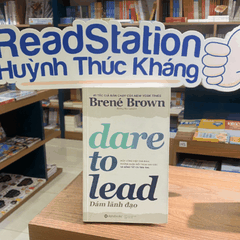 ReadStation
Huỳnh Thúc Kháng
Brené Brown
dare
to
lead
Dám lãnh đạo